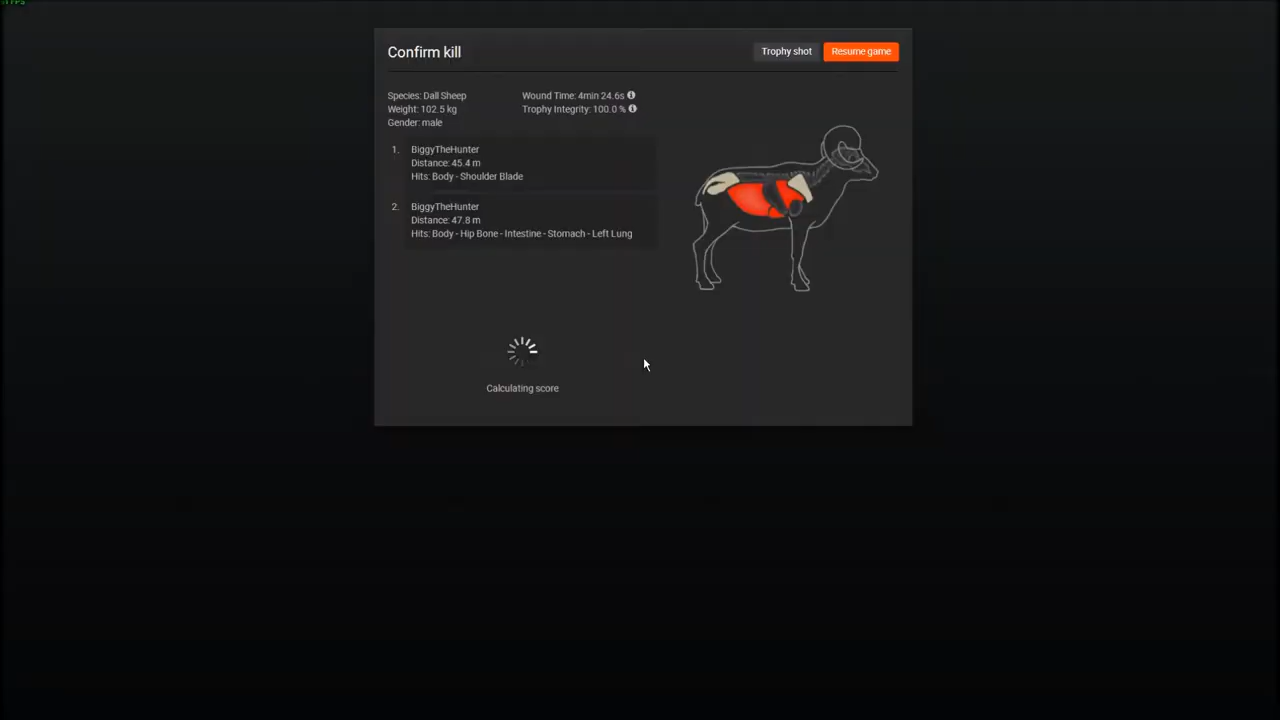 FPS
Confirm kill
Trophy shot
Resume game
Species: Dall Sheep
Wound Time: 4min 24.6s
Weight: 102.5 kg
Trophy Integrity: 100.0 %
Gender: male
1. BiggyTheHunter
Distance: 45.4 m
Hits: Body - Shoulder Blade
2. BiggyTheHunter
Distance: 47.8 m
Hits: Body - Hip Bone - Intestine - Stomach - Left Lung
Calculating score